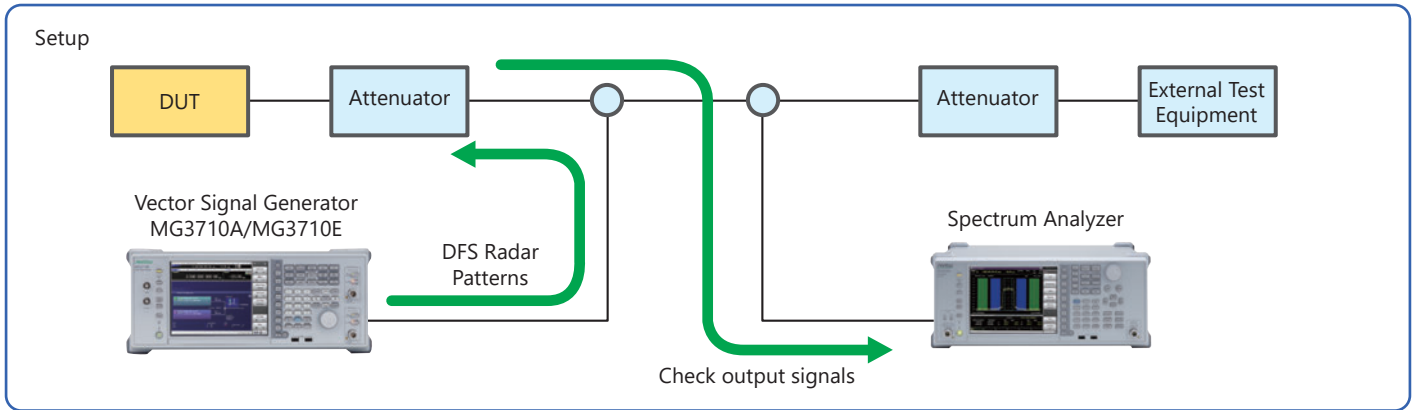 Setup
DUT
Attenuator
Attenuator
External Test
Equipment
Vector Signal Generator
MG3710A/MG3710E
DFS Radar
Patterns
Spectrum Analyzer
Check output signals